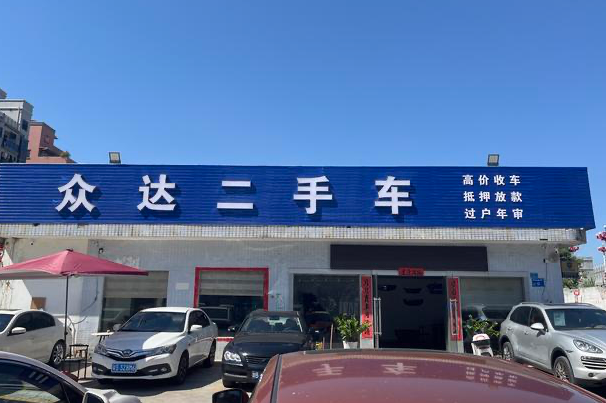 众达二手车
高价收车
抵押放款
过户年审